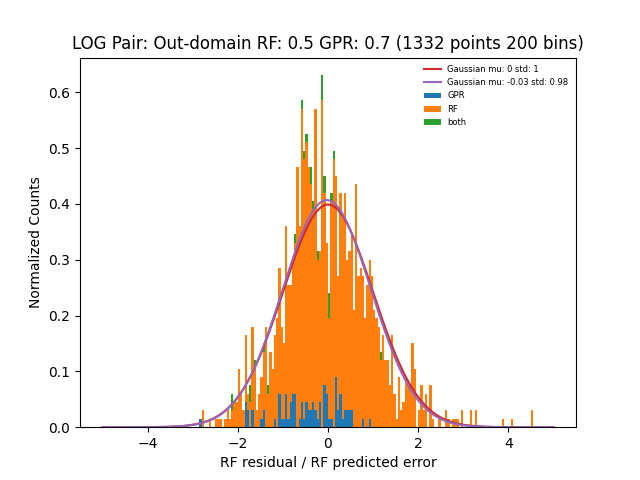 LOG Pair: Out-domain RF: 0.5 GPR: 0.7 (1332 points 200 bins)
Gaussian mu: 0 std: 1
Gaussian mu: -0.03 std: 0.98
GPR
RF
both
Normalized Counts
0.6
0.5
0.4
0.3
0.2
0.1
0.0
−4
−2
0
2
4
RF residual / RF predicted error